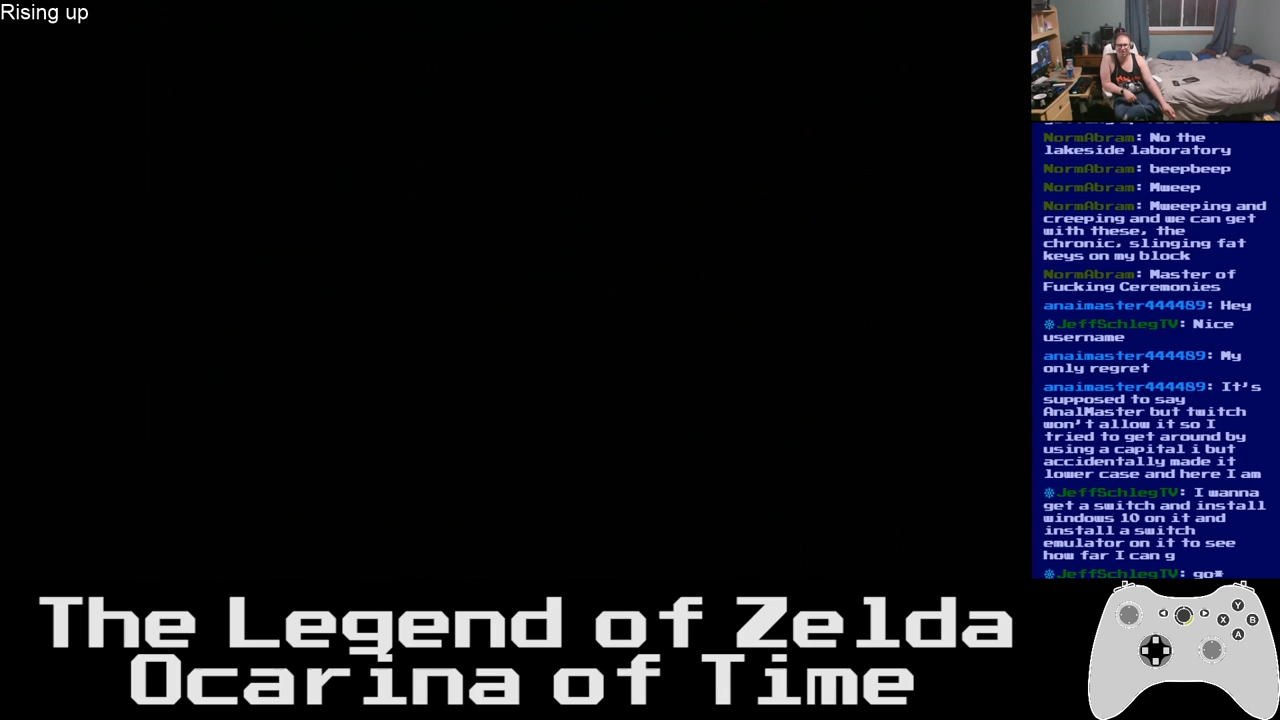 Rising up
NormAbram: No the
lakeside laboratory
NormAbram: beepbeep
NormAbram: Mweep
NormAbram: Mweeping and
creeping and we can get
with these, the
chronic, slinging fat
keys on my block
NormAbram: Master of
Fucking Ceremonies
anaimaster444489: Hey
JeffSchlegTV: Nice
username
anaimaster444489: My
only regret
anaimaster444489: It's
supposed to say
AnalMaster but twitch
won't allow it so I
tried to get around by
using a capital i but
accidentally made it
lower case and here I am
JeffSchlegTV: I wanna
get a switch and install
windows 10 on it and
install a switch
emulator on it to see
how far I can g
JeffSchlegTV: go*
The Legend of Zelda
Ocarina of Time
Y
X
B
A